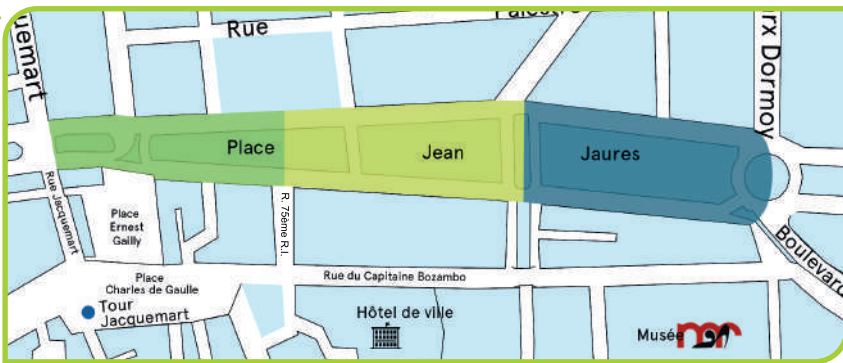 Rue
Dormoy
Place
Jean
Jaures
Rue Jacquemart
Place
Ernest
Gailly
R. 75ème R.I.
Boulevard
Place
Charles de Gaulle
Rue du Capitaine Bozambo
Tour
Jacquemart
Hôtel de ville
Musée